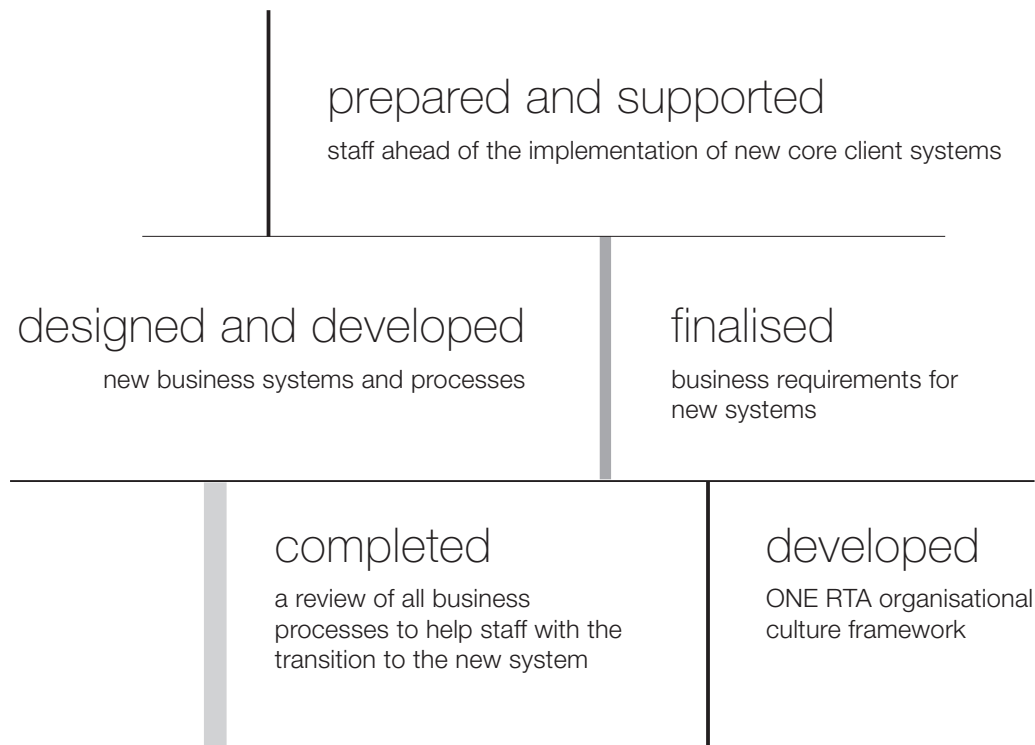 prepared and supported
staff ahead of the implementation of new core client systems
designed and developed
new business systems and processes
finalised
business requirements for
new systems
completed
a review of all business
processes to help staff with the
transition to the new system
developed
ONE RTA organisational
culture framework